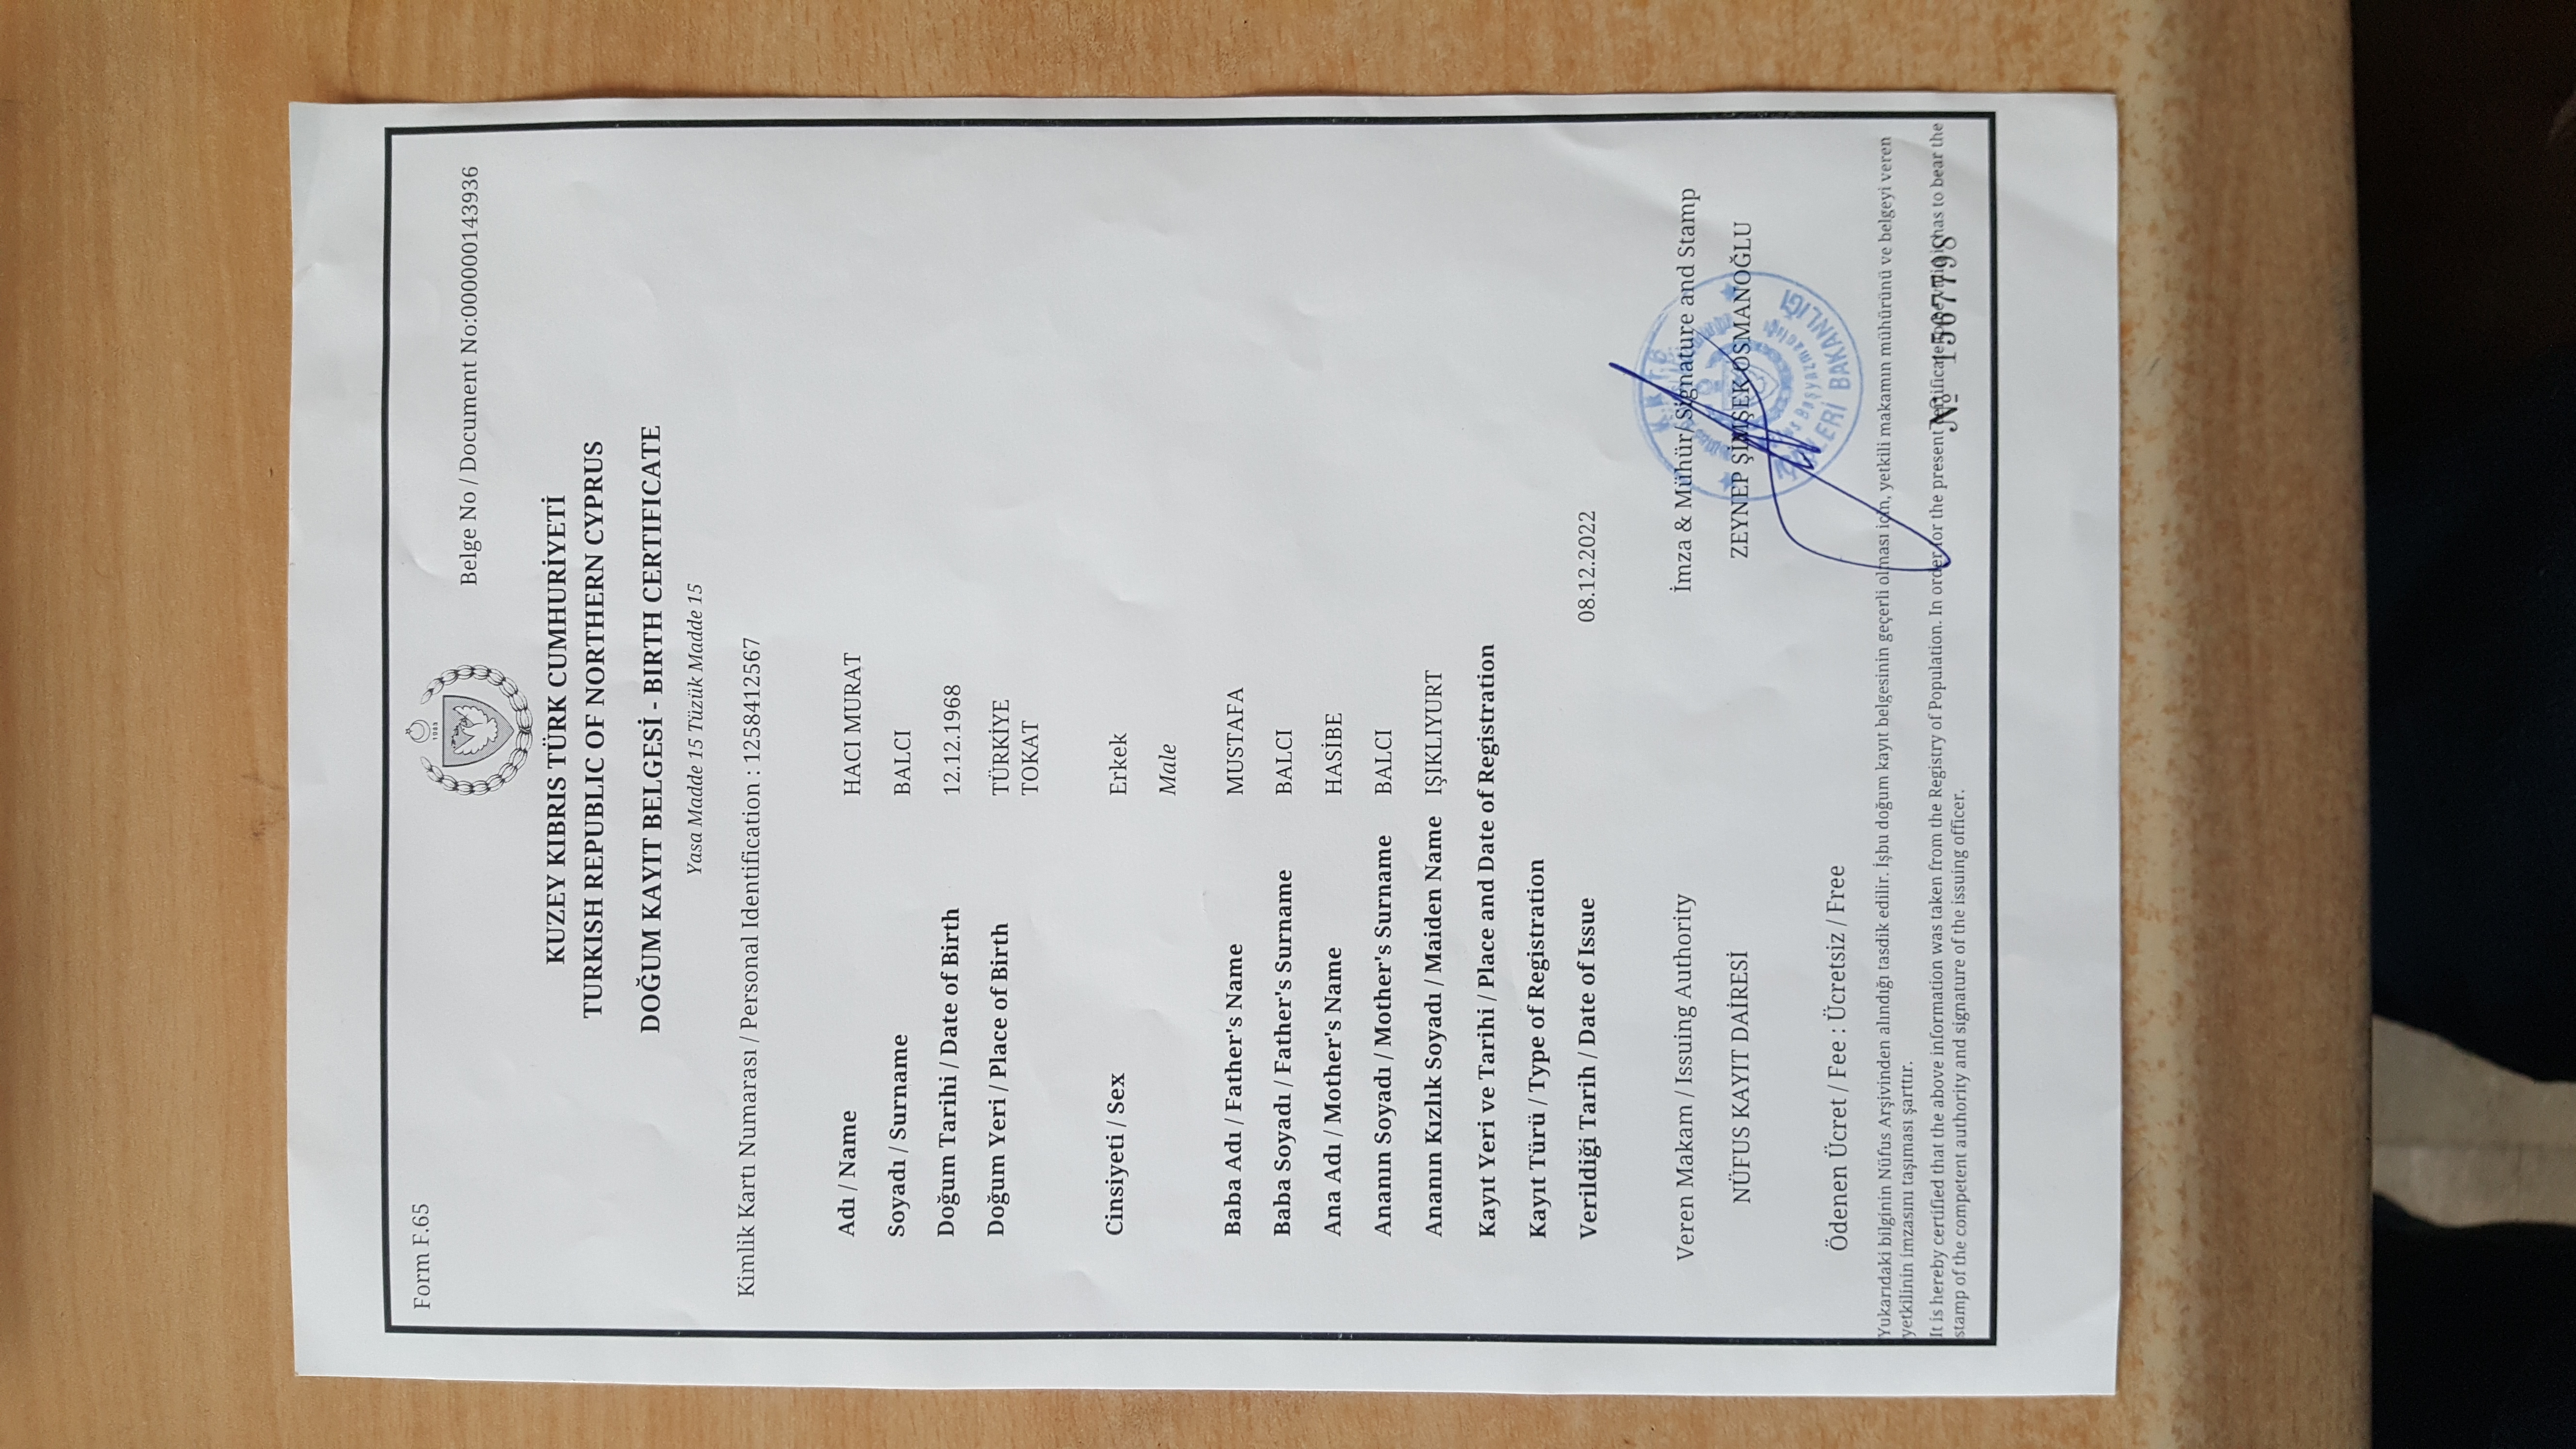 Form F.65
1983
Belge No / Document No:000000143936
KUZEY KIBRIS TÜRK CUMHURİYETİ
TURKISH REPUBLIC OF NORTHERN CYPRUS
DOĞUM KAYIT BELGESİ - BIRTH CERTIFICATE
Yasa Madde 15 Tüzük Madde 15
Kimlik Kartı Numarası / Personal Identification : 1258412567
Adı / Name HACI MURAT
Soyadı / Surname BALCI
Doğum Tarihi / Date of Birth 12.12.1968
Doğum Yeri / Place of Birth TÜRKİYE
TOKAT
Cinsiyeti / Sex Erkek
Male
Baba Adı / Father's Name MUSTAFA
Baba Soyadı / Father's Surname BALCI
Ana Adı / Mother's Name HASİBE
Ananın Soyadı / Mother's Surname BALCI
Ananın Kızlık Soyadı / Maiden Name IŞIKLIYURT
Kayıt Yeri ve Tarihi / Place and Date of Registration
Kayıt Türü / Type of Registration
Verildiği Tarih / Date of Issue 08.12.2022
Veren Makam / Issuing Authority İmza & Mühür/ Signature and Stamp
NÜFUS KAYIT DAİRESİ ZEYNEP ŞİMŞEK OSMANOĞLU
K.K.T.C
Başyazmanlığı
İÇİŞLERİ BAKANLIĞI
Ödenen Ücret / Fee : Ücretsiz / Free
Yukarıdaki bilginin Nüfus Arşivinden alındığı tasdik edilir. İşbu doğum kayıt belgesinin geçerli olması için, yetkili makamın mühürünü ve belgeyi veren
yetkilinin imzasını taşıması şarttır.
It is hereby certified that the above information was taken from the Registry of Population. In order for the present certificate to be valid it has to bear the
stamp of the competent authority and signature of the issuing officer.
№ 1567798